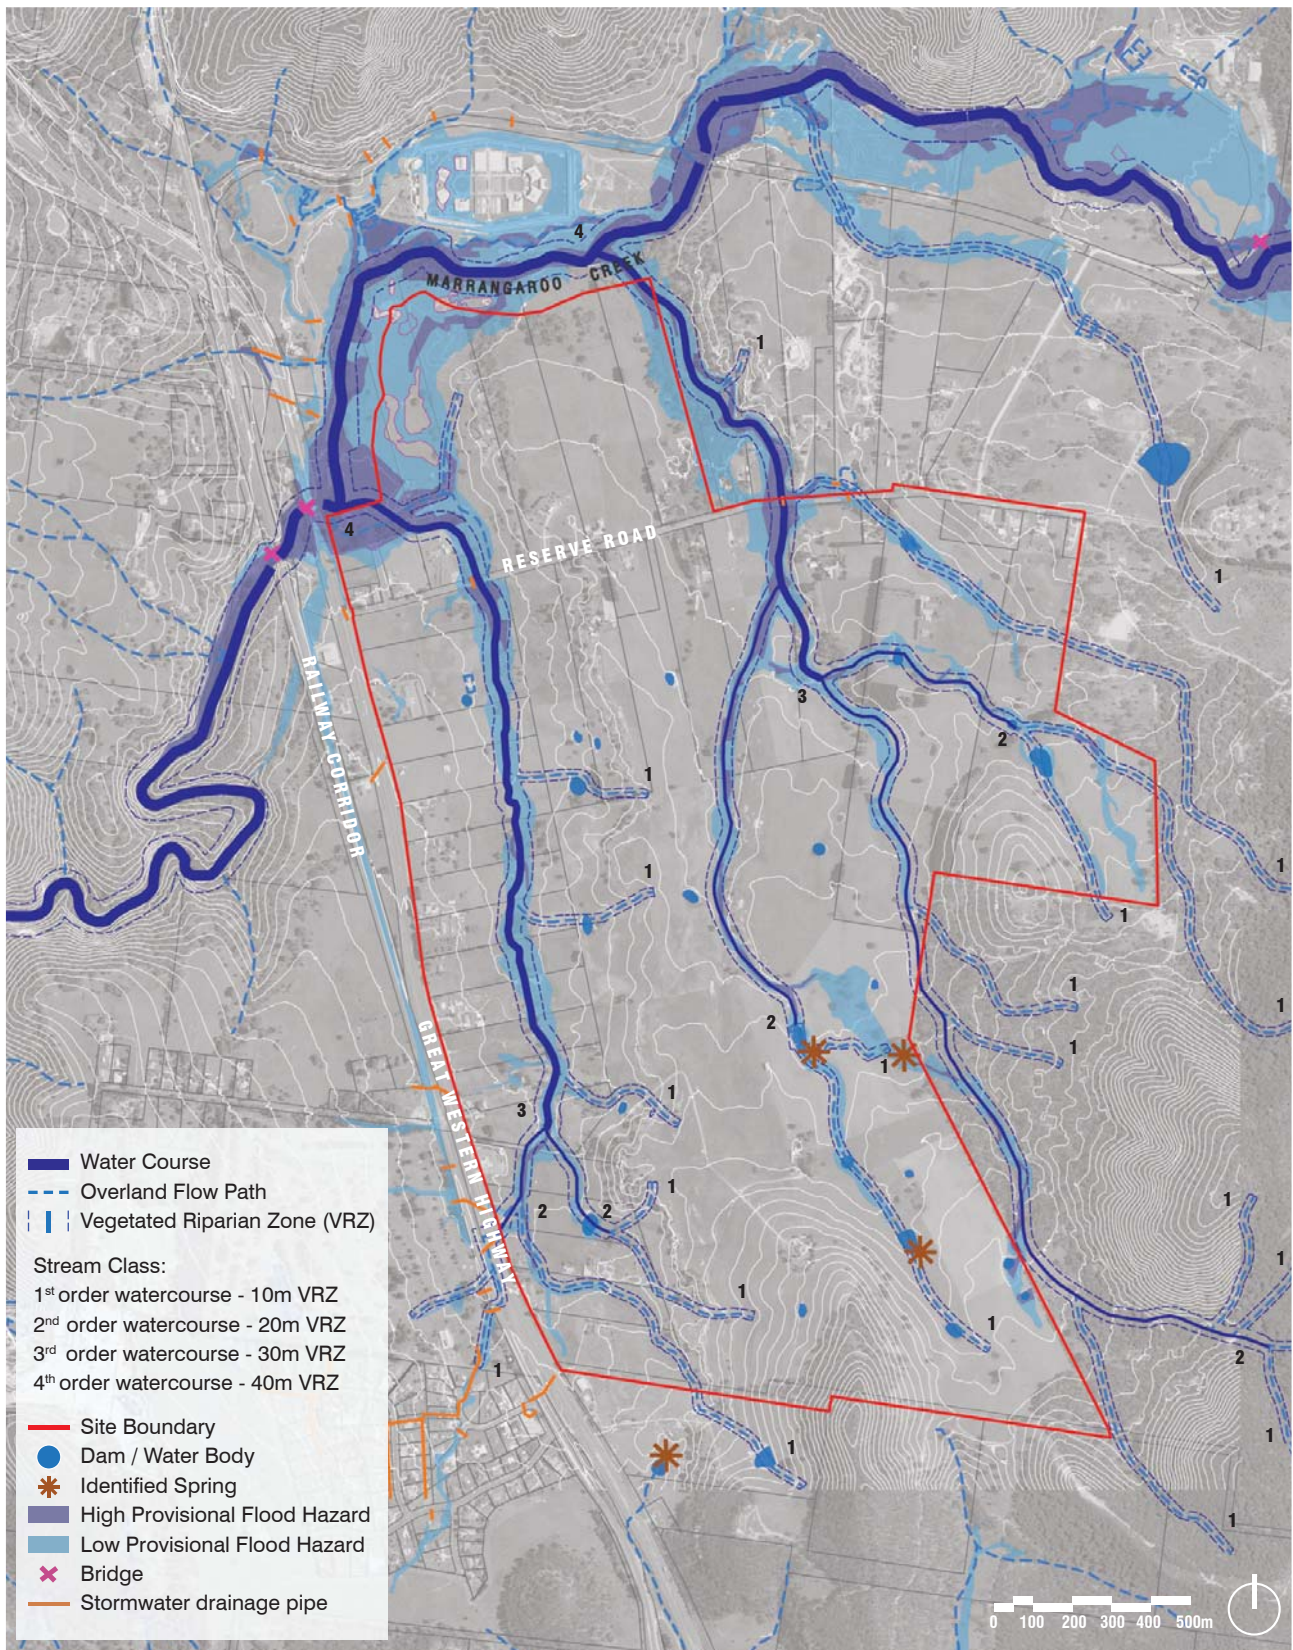 1
4
MARRANGAROO CREEK
1
4
RESERVE ROAD
1
3
2
RAILWAY CORRIDOR
1
1
1
1
1
1
2
1
1
GREAT WESTERN HIGHWAY
1
3
1
2
2
1
1
1
1
2
1
1
1
1
1
Water Course
Overland Flow Path
Vegetated Riparian Zone (VRZ)
Stream Class:
1st order watercourse - 10m VRZ
2nd order watercourse - 20m VRZ
3rd order watercourse - 30m VRZ
4th order watercourse - 40m VRZ
Site Boundary
Dam / Water Body
Identified Spring
High Provisional Flood Hazard
Low Provisional Flood Hazard
Bridge
Stormwater drainage pipe
0 100 200 300 400 500m